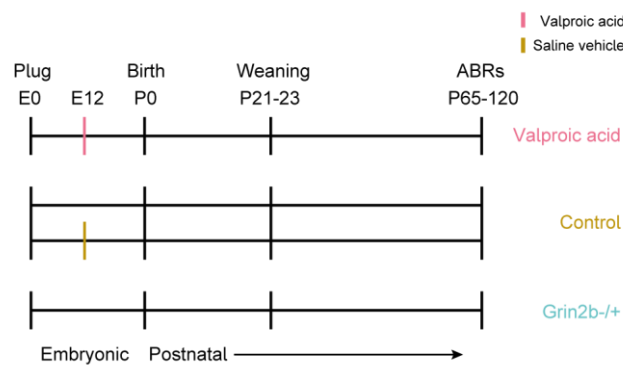 Valproic acid
Saline vehicle
Plug Birth Weaning ABRs
E0 E12 P0 P21-23 P65-120
Valproic acid
Control
Grin2b-/+
Embryonic Postnatal